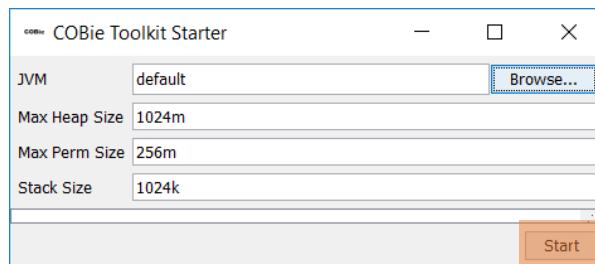 COBie COBie Toolkit Starter
JVM default Browse...
Max Heap Size 1024m
Max Perm Size 256m
Stack Size 1024k
Start